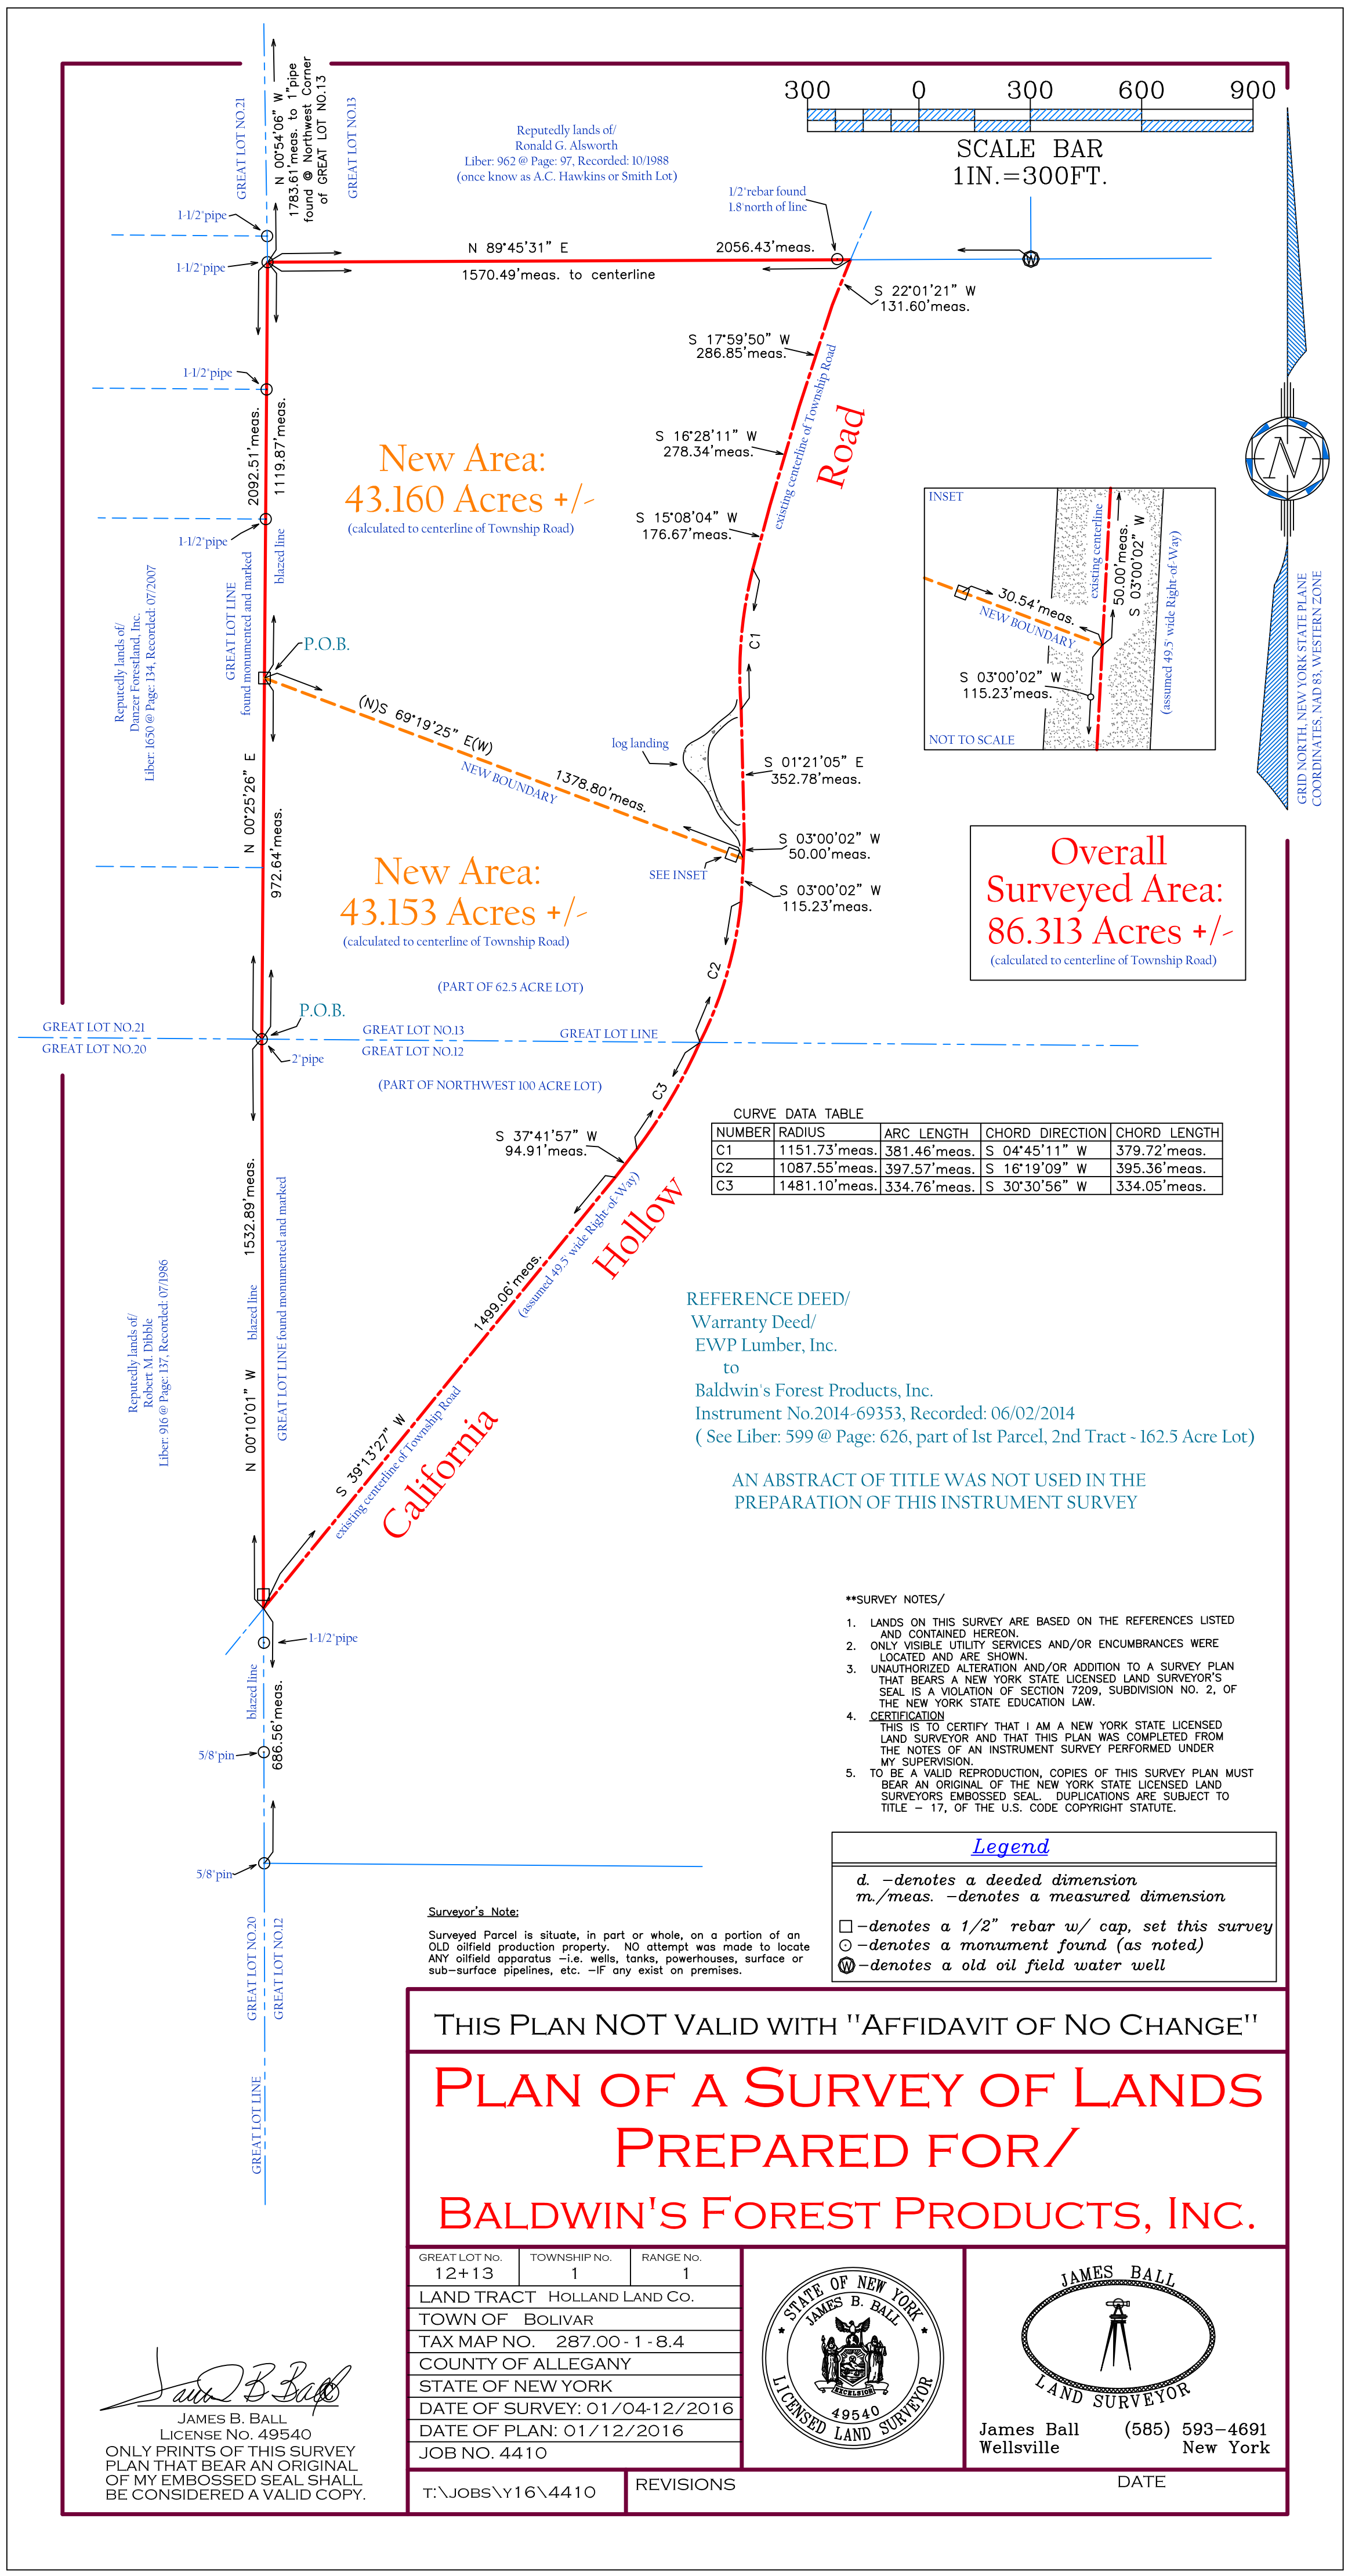 GREAT LOT NO.21
N 00°54'06" W
1783.61'meas. to 1"pipe
found @ Northwest Corner
of GREAT LOT NO.13
GREAT LOT NO.13
Reputedly lands of/
Ronald G. Alsworth
Liber: 962 @ Page: 97, Recorded: 10/1988
(once know as A.C. Hawkins or Smith Lot)
300 0 300 600 900
SCALE BAR
1IN.=300FT.
1/2"rebar found
1.8'north of line
1-1/2"pipe
1-1/2"pipe
N 89°45'31" E
2056.43'meas.
1570.49'meas. to centerline
W
S 22°01'21" W
131.60'meas.
S 17°59'50" W
286.85'meas.
existing centerline of Township Road
Road
1-1/2"pipe
2092.51'meas.
1119.87'meas.
S 16°28'11" W
278.34'meas.
New Area:
43.160 Acres +/-
(calculated to centerline of Township Road)
S 15°08'04" W
176.67'meas.
1-1/2"pipe
N
GRID NORTH, NEW YORK STATE PLANE
COORDINATES, NAD 83, WESTERN ZONE
INSET
existing centerline
50.00'meas.
S 03°00'02" W
(assumed 49.5' wide Right-of-Way)
30.54'meas.
NEW BOUNDARY
S 03°00'02" W
115.23'meas.
NOT TO SCALE
Reputedly lands of/
Danzer Forestland, Inc.
Liber: 1650 @ Page: 134, Recorded: 07/2007
GREAT LOT LINE
found monumented and marked
blazed line
P.O.B.
C1
(N)S 69°19'25" E(W)
1378.80'meas.
NEW BOUNDARY
log landing
S 01°21'05" E
352.78'meas.
S 03°00'02" W
50.00'meas.
SEE INSET
S 03°00'02" W
115.23'meas.
N 00°25'26" E
972.64'meas.
New Area:
43.153 Acres +/-
(calculated to centerline of Township Road)
Overall
Surveyed Area:
86.313 Acres +/-
(calculated to centerline of Township Road)
C2
(PART OF 62.5 ACRE LOT)
P.O.B.
GREAT LOT NO.21
GREAT LOT NO.20
GREAT LOT NO.13
GREAT LOT NO.12
GREAT LOT LINE
2"pipe
(PART OF NORTHWEST 100 ACRE LOT)
C3
S 37°41'57" W
94.91'meas.
CURVE DATA TABLE
NUMBER RADIUS ARC LENGTH CHORD DIRECTION CHORD LENGTH
C1 1151.73'meas. 381.46'meas. S 04°45'11" W 379.72'meas.
C2 1087.55'meas. 397.57'meas. S 16°19'09" W 395.36'meas.
C3 1481.10'meas. 334.76'meas. S 30°30'56" W 334.05'meas.
Reputedly lands of/
Robert M. Dibble
Liber: 916 @ Page: 137, Recorded: 07/1986
N 00°10'01" W
1532.89'meas.
blazed line
GREAT LOT LINE found monumented and marked
S 39°13'27" W
1499.06'meas.
existing centerline of Township Road
(assumed 49.5' wide Right-of-Way)
California
Hollow
REFERENCE DEED/
Warranty Deed/
EWP Lumber, Inc.
to
Baldwin's Forest Products, Inc.
Instrument No.2014-69353, Recorded: 06/02/2014
( See Liber: 599 @ Page: 626, part of 1st Parcel, 2nd Tract ~ 162.5 Acre Lot)
AN ABSTRACT OF TITLE WAS NOT USED IN THE
PREPARATION OF THIS INSTRUMENT SURVEY
1-1/2"pipe
blazed line
686.56'meas.
5/8"pin
5/8"pin
GREAT LOT NO.20
GREAT LOT NO.12
GREAT LOT LINE
**SURVEY NOTES/
1. LANDS ON THIS SURVEY ARE BASED ON THE REFERENCES LISTED
AND CONTAINED HEREON.
2. ONLY VISIBLE UTILITY SERVICES AND/OR ENCUMBRANCES WERE
LOCATED AND ARE SHOWN.
3. UNAUTHORIZED ALTERATION AND/OR ADDITION TO A SURVEY PLAN
THAT BEARS A NEW YORK STATE LICENSED LAND SURVEYOR'S
SEAL IS A VIOLATION OF SECTION 7209, SUBDIVISION NO. 2, OF
THE NEW YORK STATE EDUCATION LAW.
4. CERTIFICATION
THIS IS TO CERTIFY THAT I AM A NEW YORK STATE LICENSED
LAND SURVEYOR AND THAT THIS PLAN WAS COMPLETED FROM
THE NOTES OF AN INSTRUMENT SURVEY PERFORMED UNDER
MY SUPERVISION.
5. TO BE A VALID REPRODUCTION, COPIES OF THIS SURVEY PLAN MUST
BEAR AN ORIGINAL OF THE NEW YORK STATE LICENSED LAND
SURVEYORS EMBOSSED SEAL. DUPLICATIONS ARE SUBJECT TO
TITLE - 17, OF THE U.S. CODE COPYRIGHT STATUTE.
Legend
d. -denotes a deeded dimension
m./meas. -denotes a measured dimension
-denotes a 1/2" rebar w/ cap, set this survey
-denotes a monument found (as noted)
W -denotes a old oil field water well
Surveyor's Note:
Surveyed Parcel is situate, in part or whole, on a portion of an
OLD oilfield production property. NO attempt was made to locate
ANY oilfield apparatus -i.e. wells, tanks, powerhouses, surface or
sub-surface pipelines, etc. -IF any exist on premises.
THIS PLAN NOT VALID WITH "AFFIDAVIT OF NO CHANGE"
PLAN OF A SURVEY OF LANDS
PREPARED FOR/
BALDWIN'S FOREST PRODUCTS, INC.
GREAT LOT NO. TOWNSHIP NO. RANGE NO.
12+13 1 1
LAND TRACT HOLLAND LAND CO.
TOWN OF BOLIVAR
TAX MAP NO. 287.00 - 1 - 8.4
COUNTY OF ALLEGANY
STATE OF NEW YORK
DATE OF SURVEY: 01/04-12/2016
DATE OF PLAN: 01/12/2016
JOB NO. 4410
T:\JOBS\Y16\4410
REVISIONS
DATE
STATE OF NEW YORK
JAMES B. BALL
EXCELSIOR
49540
LICENSED LAND SURVEYOR
JAMES BALL
LAND SURVEYOR
James Ball (585) 593-4691
Wellsville New York
James B Ball
JAMES B. BALL
LICENSE NO. 49540
ONLY PRINTS OF THIS SURVEY
PLAN THAT BEAR AN ORIGINAL
OF MY EMBOSSED SEAL SHALL
BE CONSIDERED A VALID COPY.